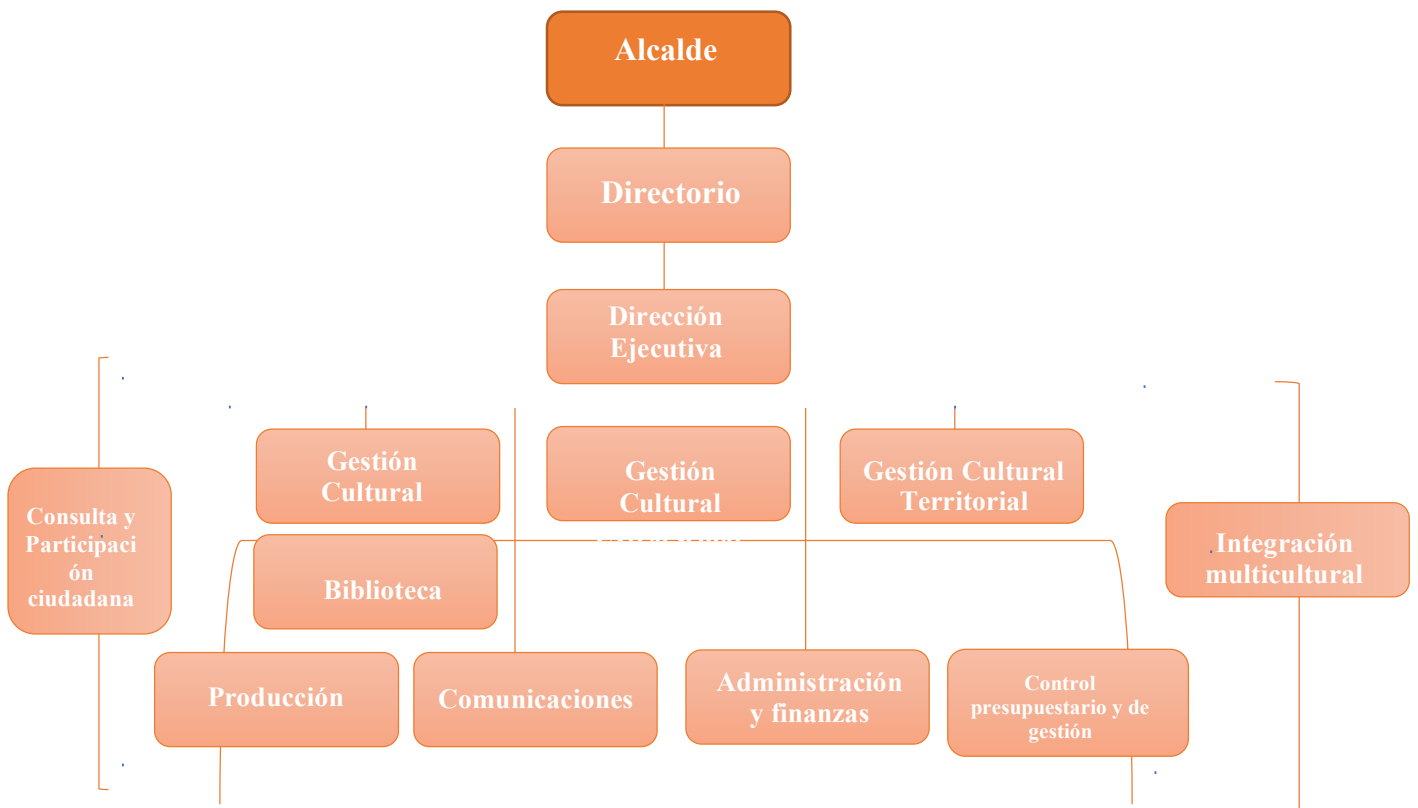 Alcalde
Directorio
Dirección
Ejecutiva
Gestión
Cultural
Gestión
Cultural
Gestión Cultural
Territorial
Consulta y
Participaci
ón
ciudadana
Integración
multicultural
Biblioteca
Producción
Comunicaciones
Administración
y finanzas
Control
presupuestario y de
gestión